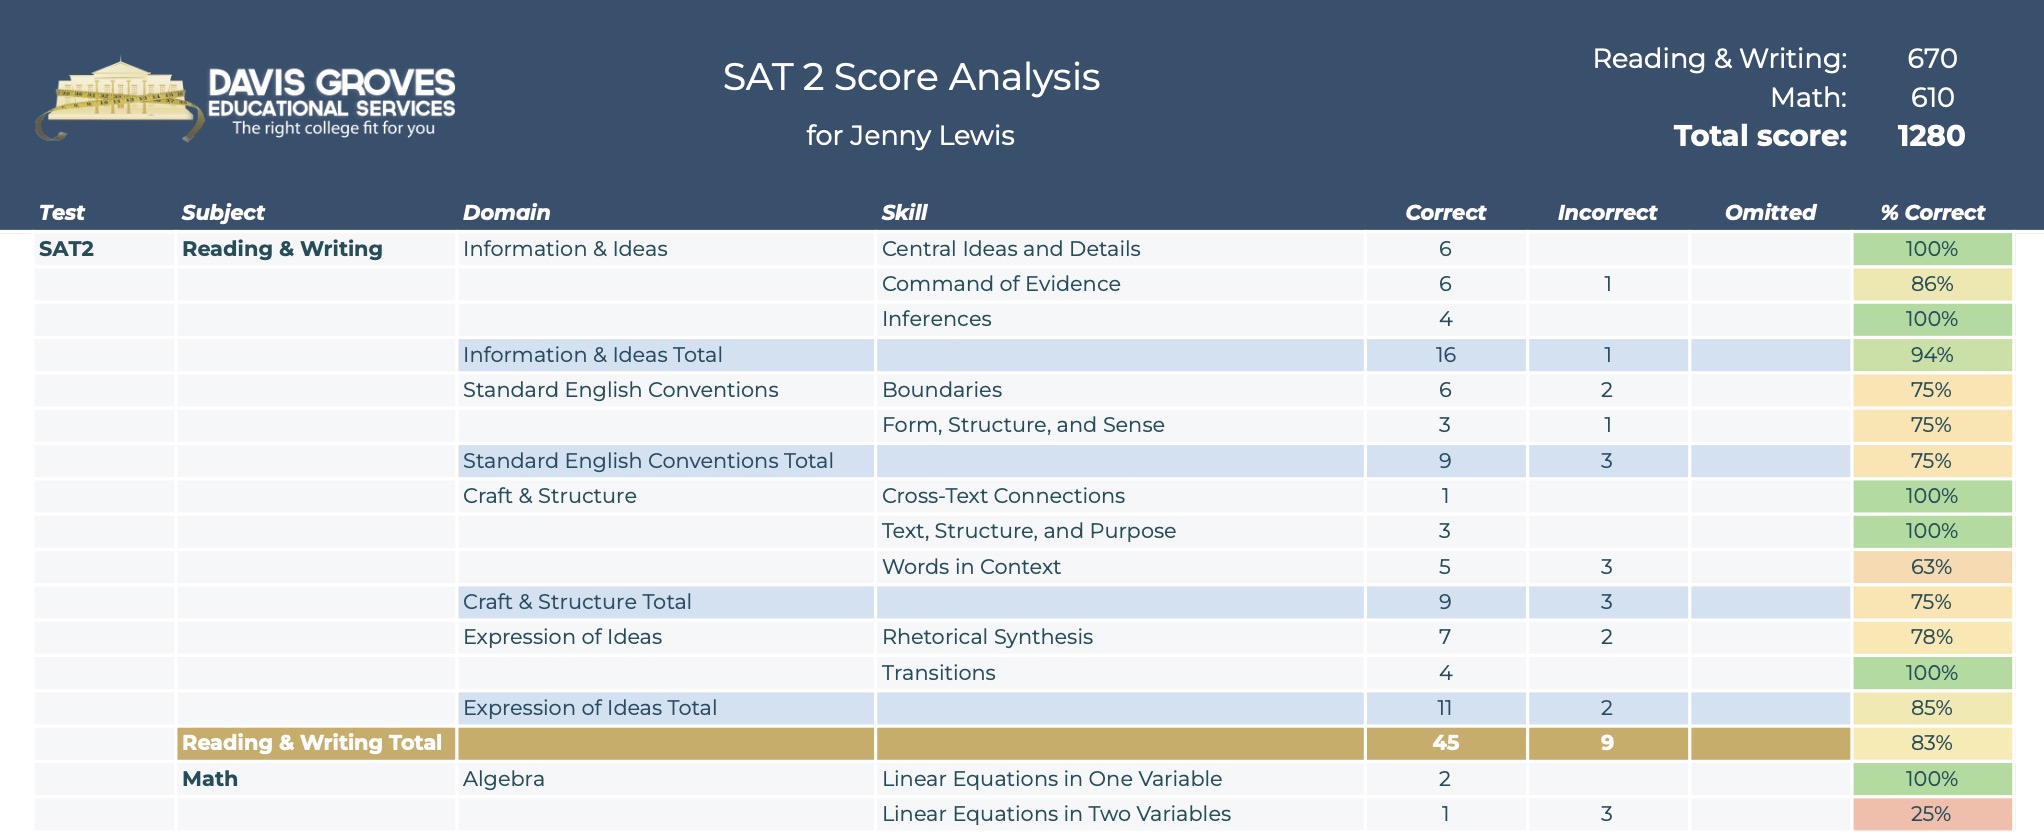 DAVIS GROVES
EDUCATIONAL SERVICES
The right college fit for you
SAT 2 Score Analysis
for Jenny Lewis
Reading & Writing: 670
Math: 610
Total score: 1280
Test Subject Domain Skill Correct Incorrect Omitted % Correct
SAT2 Reading & Writing Information & Ideas Central Ideas and Details 6 100%
Command of Evidence 6 1 86%
Inferences 4 100%
Information & Ideas Total 16 1 94%
Standard English Conventions Boundaries 6 2 75%
Form, Structure, and Sense 3 1 75%
Standard English Conventions Total 9 3 75%
Craft & Structure Cross-Text Connections 1 100%
Text, Structure, and Purpose 3 100%
Words in Context 5 3 63%
Craft & Structure Total 9 3 75%
Expression of Ideas Rhetorical Synthesis 7 2 78%
Transitions 4 100%
Expression of Ideas Total 11 2 85%
Reading & Writing Total 45 9 83%
Math Algebra Linear Equations in One Variable 2 100%
Linear Equations in Two Variables 1 3 25%